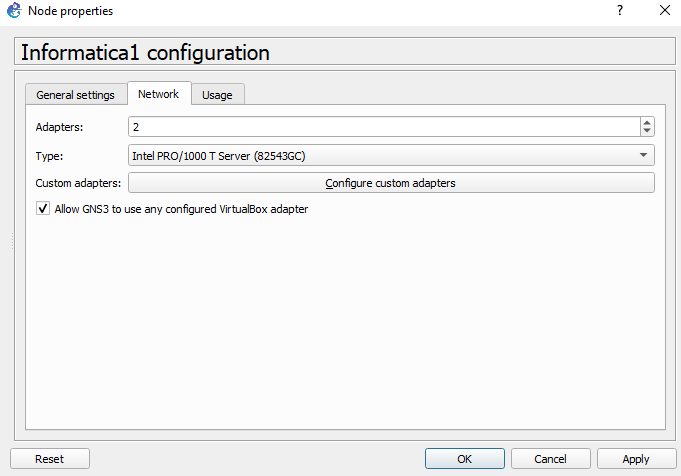 Node properties
Informatica1 configuration
General settings Network Usage
Adapters: 2
Type: Intel PRO/1000 T Server (82543GC)
Custom adapters: Configure custom adapters
Allow GNS3 to use any configured VirtualBox adapter
Reset OK Cancel Apply